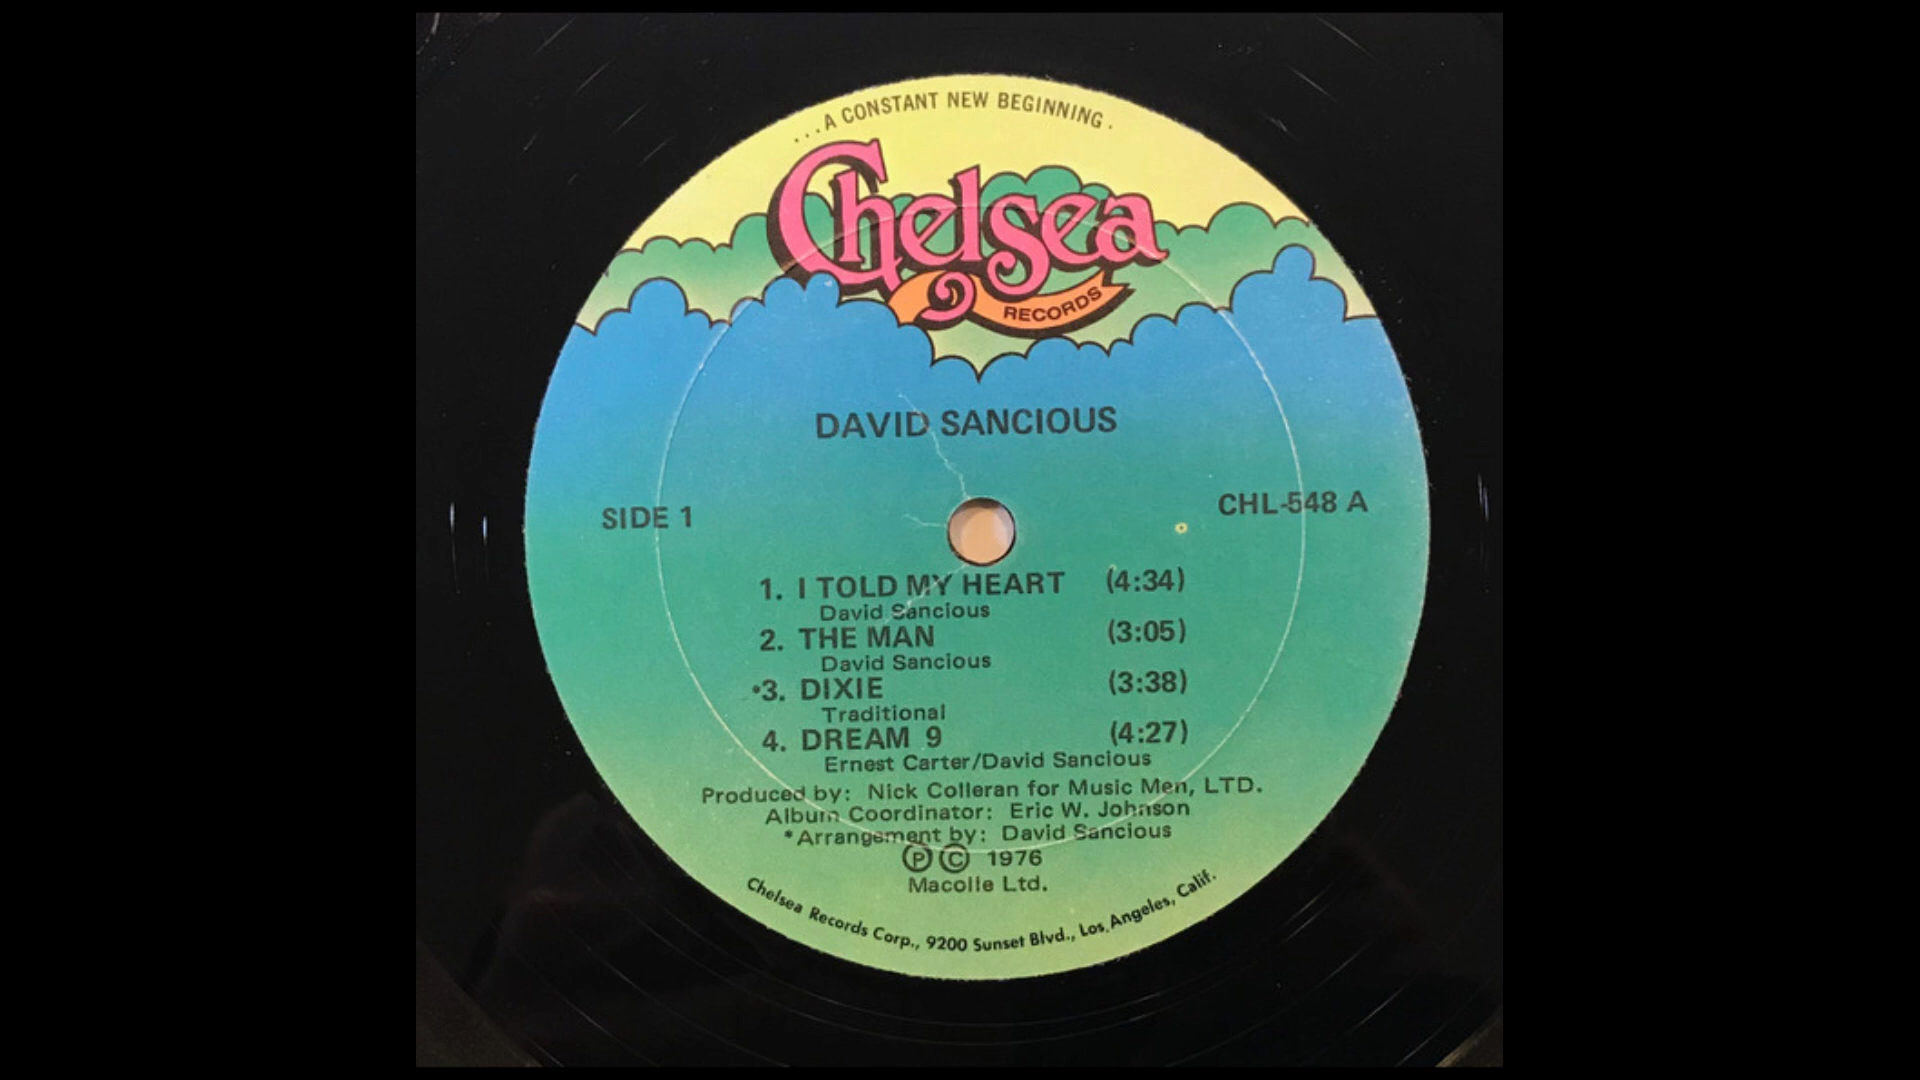 ...A CONSTANT NEW BEGINNING.
Chelsea
RECORDS
DAVID SANCIOUS
SIDE 1
CHL-548 A
1. I TOLD MY HEART (4:34)
David Sancious
2. THE MAN (3:05)
David Sancious
*3. DIXIE (3:38)
Traditional
4. DREAM 9 (4:27)
Ernest Carter/David Sancious
Produced by: Nick Colleran for Music Men, LTD.
Album Coordinator: Eric W. Johnson
*Arrangement by: David Sancious
Ⓟ Ⓒ 1976
Macolie Ltd.
Chelsea Records Corp., 9200 Sunset Blvd., Los Angeles, Calif.